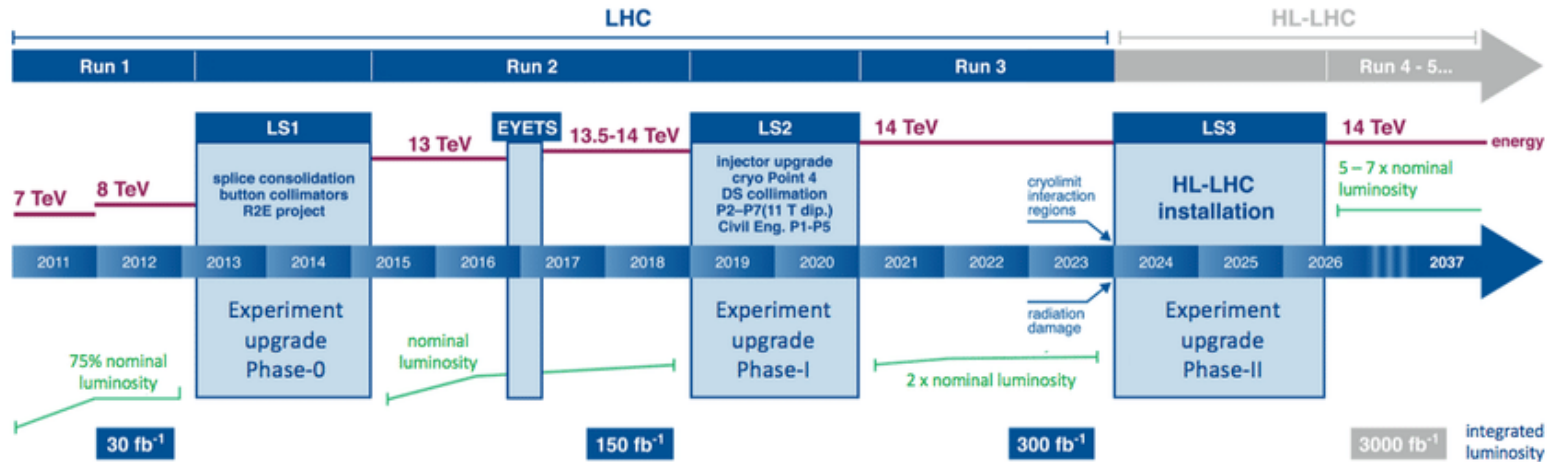 LHC
HL-LHC
Run 1
Run 2
Run 3
Run 4 - 5...
LS1
EYETS
LS2
LS3
7 TeV
8 TeV
13 TeV
13.5-14 TeV
14 TeV
14 TeV
energy
splice consolidation
button collimators
R2E project
injector upgrade
cryo Point 4
DS collimation
P2–P7(11 T dip.)
Civil Eng. P1-P5
cryolimit
interaction
regions
HL-LHC
installation
5 – 7 x nominal
luminosity
2011
2012
2013
2014
2015
2016
2017
2018
2019
2020
2021
2022
2023
2024
2025
2026
2037
75% nominal
luminosity
Experiment
upgrade
Phase-0
nominal
luminosity
Experiment
upgrade
Phase-I
2 x nominal luminosity
radiation
damage
Experiment
upgrade
Phase-II
30 fb⁻¹
150 fb⁻¹
300 fb⁻¹
3000 fb⁻¹
integrated
luminosity